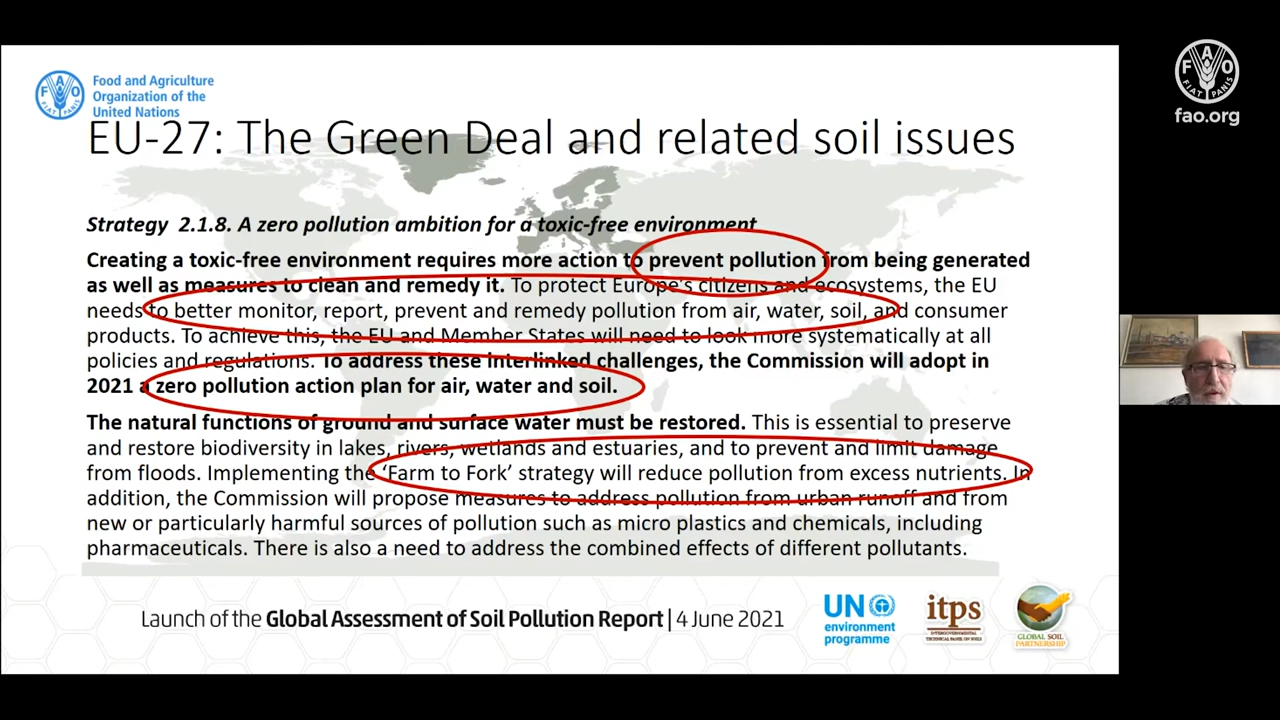 Food and Agriculture
Organization of the
United Nations
F A O
FIAT PANIS
EU-27: The Green Deal and related soil issues
Strategy 2.1.8. A zero pollution ambition for a toxic-free environment
Creating a toxic-free environment requires more action to prevent pollution from being generated
as well as measures to clean and remedy it. To protect Europe's citizens and ecosystems, the EU
needs to better monitor, report, prevent and remedy pollution from air, water, soil, and consumer
products. To achieve this, the EU and Member States will need to look more systematically at all
policies and regulations. To address these interlinked challenges, the Commission will adopt in
2021 a zero pollution action plan for air, water and soil.
The natural functions of ground and surface water must be restored. This is essential to preserve
and restore biodiversity in lakes, rivers, wetlands and estuaries, and to prevent and limit damage
from floods. Implementing the ‘Farm to Fork’ strategy will reduce pollution from excess nutrients. In
addition, the Commission will propose measures to address pollution from urban runoff and from
new or particularly harmful sources of pollution such as micro plastics and chemicals, including
pharmaceuticals. There is also a need to address the combined effects of different pollutants.
Launch of the Global Assessment of Soil Pollution Report | 4 June 2021
UN
environment
programme
itps
INTERGOVERNMENTAL
TECHNICAL PANEL ON SOILS
GLOBAL SOIL
PARTNERSHIP
F A O
FIAT PANIS
fao.org